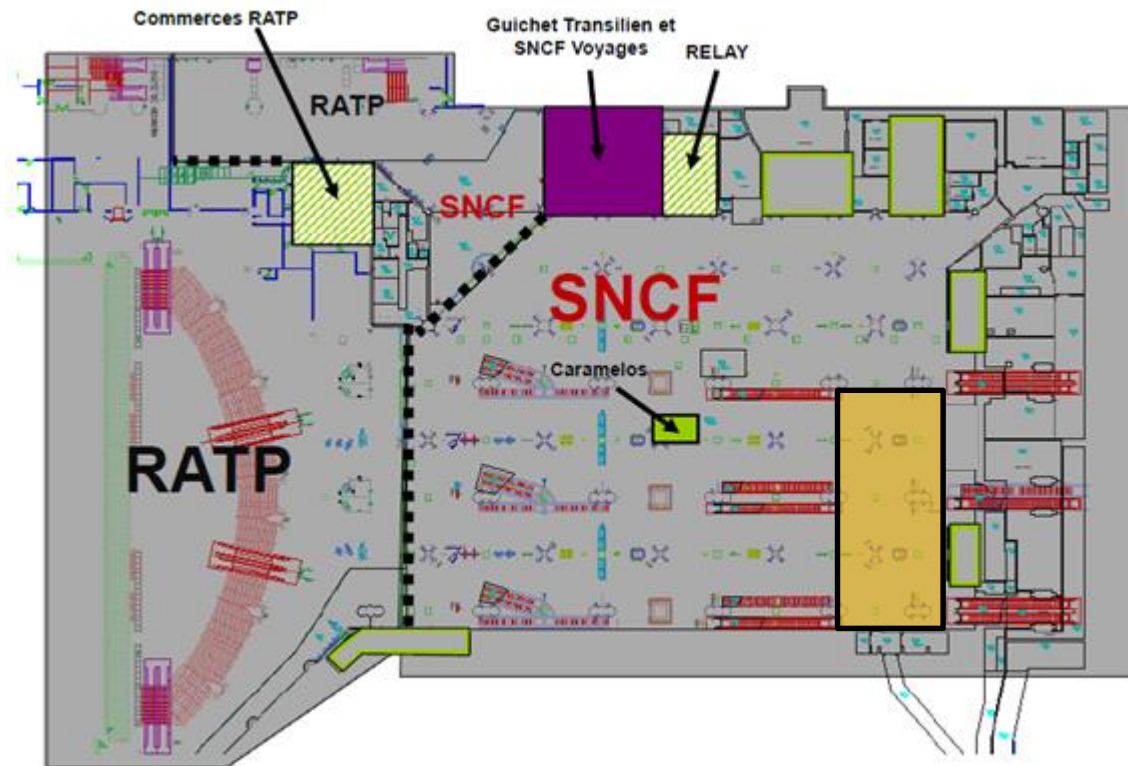 Commerces RATP
Guichet Transilien et
SNCF Voyages
RELAY
RATP
SNCF
SNCF
Caramelos
RATP